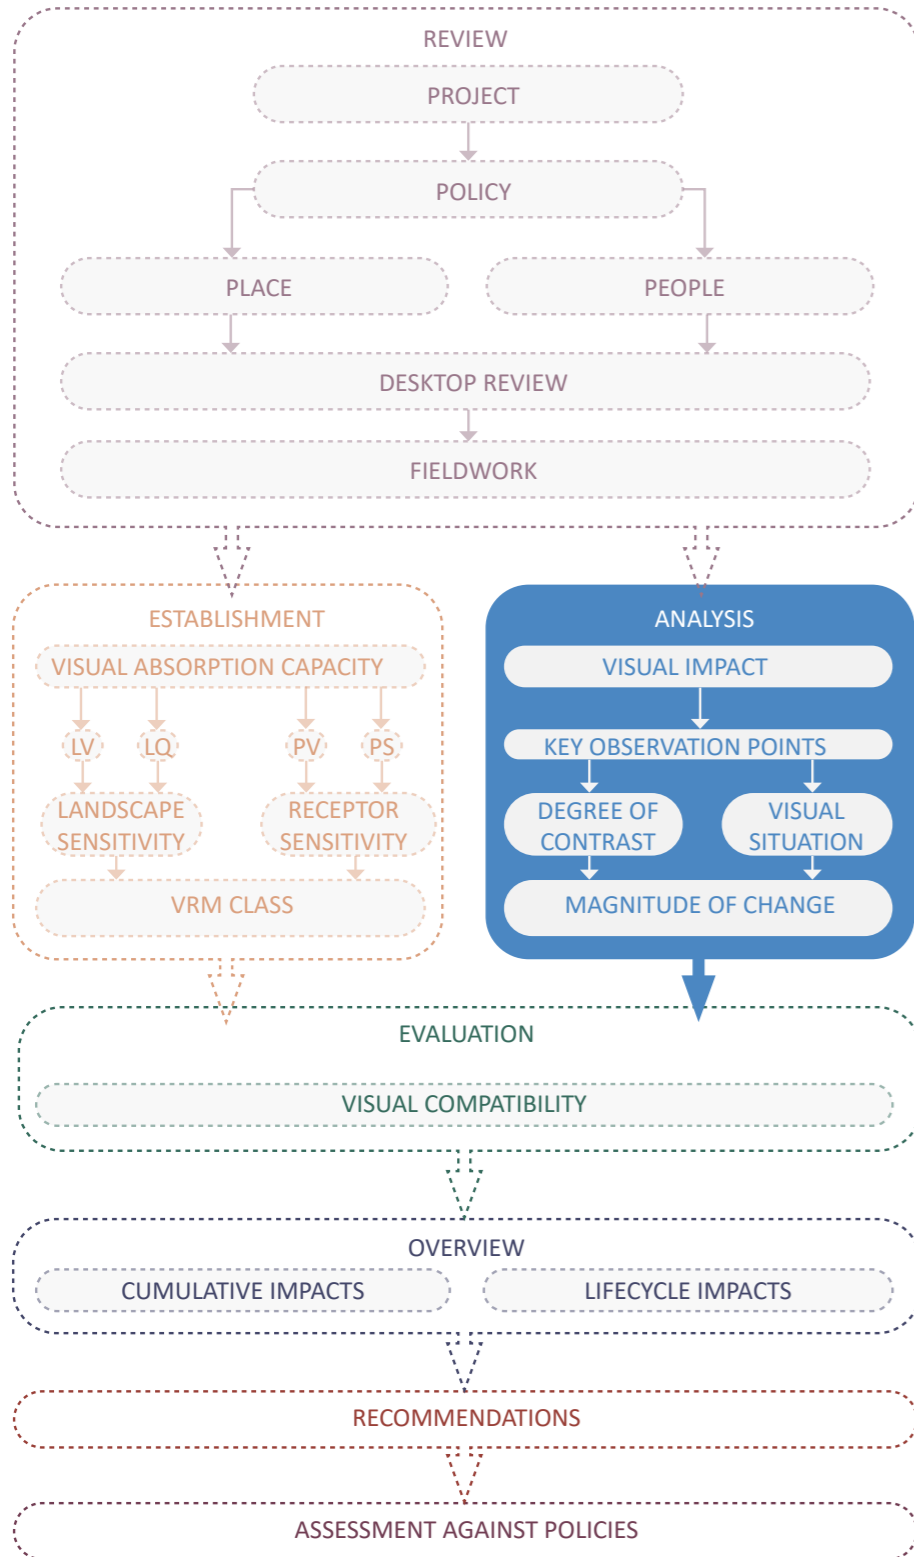 REVIEW
PROJECT
POLICY
PLACE
PEOPLE
DESKTOP REVIEW
FIELDWORK
ESTABLISHMENT
VISUAL ABSORPTION CAPACITY
LV
LQ
PV
PS
LANDSCAPE
SENSITIVITY
RECEPTOR
SENSITIVITY
VRM CLASS
ANALYSIS
VISUAL IMPACT
KEY OBSERVATION POINTS
DEGREE OF
CONTRAST
VISUAL
SITUATION
MAGNITUDE OF CHANGE
EVALUATION
VISUAL COMPATIBILITY
OVERVIEW
CUMULATIVE IMPACTS
LIFECYCLE IMPACTS
RECOMMENDATIONS
ASSESSMENT AGAINST POLICIES